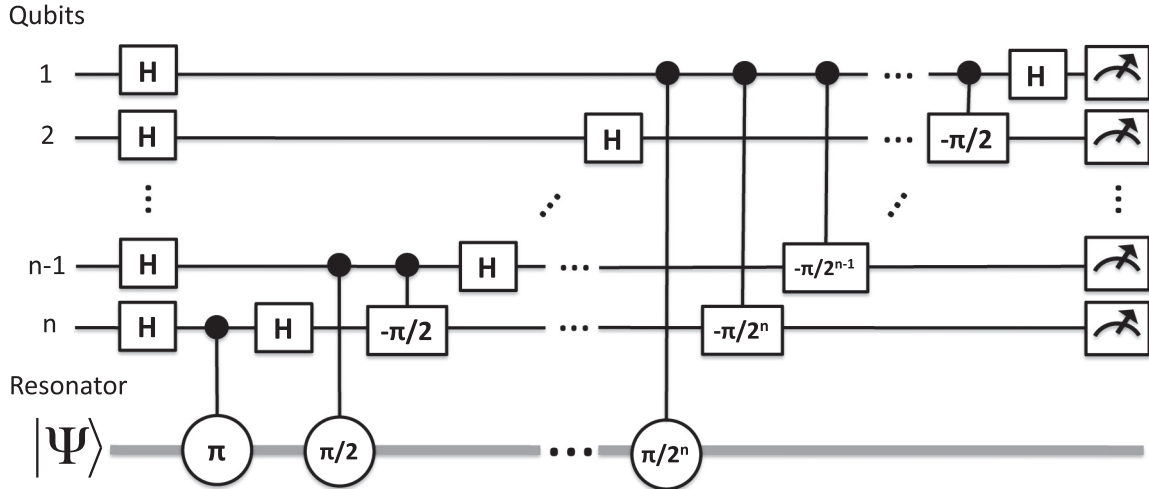 Qubits
1 H ... H
2 H H ... -π/2
⋮ ⋰ ⋰ ⋮
n-1 H H ... -π/2ⁿ⁻¹
n H H -π/2 ... -π/2ⁿ
Resonator
|Ψ⟩ π π/2 ... π/2ⁿ